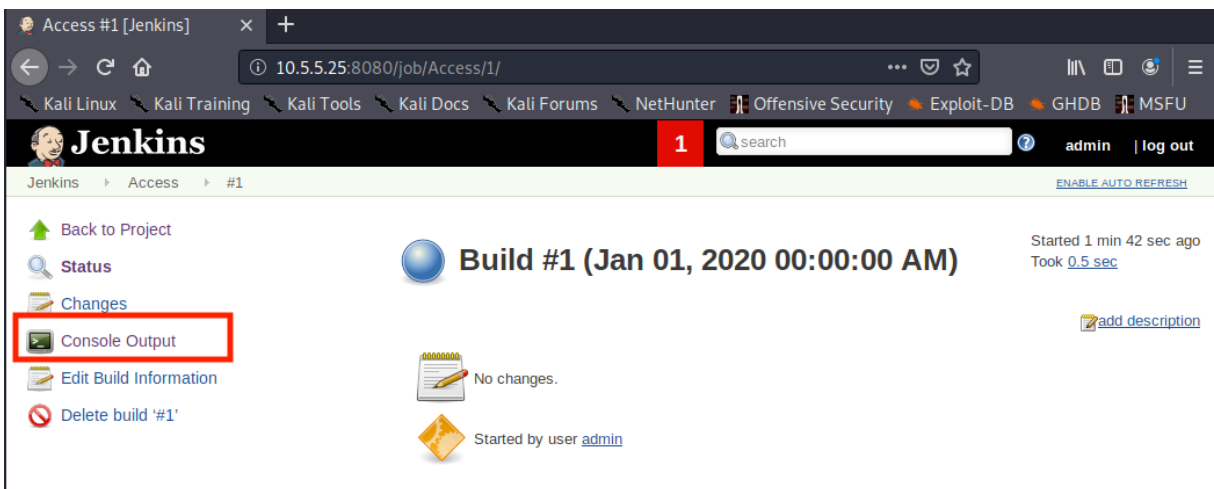 Access #1 [Jenkins]
10.5.5.25:8080/job/Access/1/
Kali Linux Kali Training Kali Tools Kali Docs Kali Forums NetHunter Offensive Security Exploit-DB GHDB MSFU
Jenkins 1 search admin | log out
Jenkins Access #1 ENABLE AUTO REFRESH
Back to Project
Status
Changes
Console Output
Edit Build Information
Delete build ‘#1’
Build #1 (Jan 01, 2020 00:00:00 AM)
Started 1 min 42 sec ago
Took 0.5 sec
add description
No changes.
Started by user admin